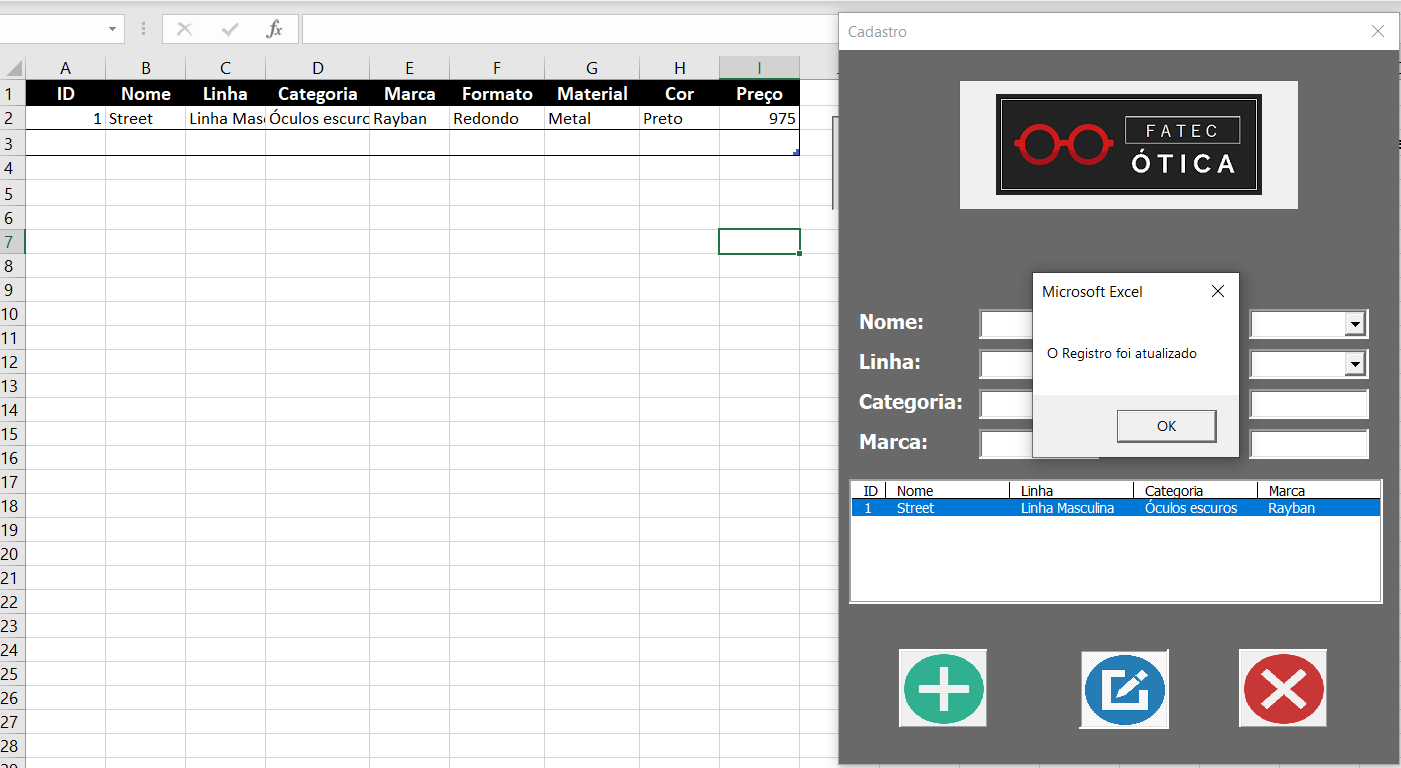 fx
Cadastro
A B C D E F G H I
1 ID Nome Linha Categoria Marca Formato Material Cor Preço
2 1 Street Linha Masc Óculos escuro Rayban Redondo Metal Preto 975
3
4
5
6
7
8
9
10
11
12
13
14
15
16
17
18
19
20
21
22
23
24
25
26
27
28
FATEC
ÓTICA
Nome:
Linha:
Categoria:
Marca:
Microsoft Excel
O Registro foi atualizado
OK
ID Nome Linha Categoria Marca
1 Street Linha Masculina Óculos escuros Rayban